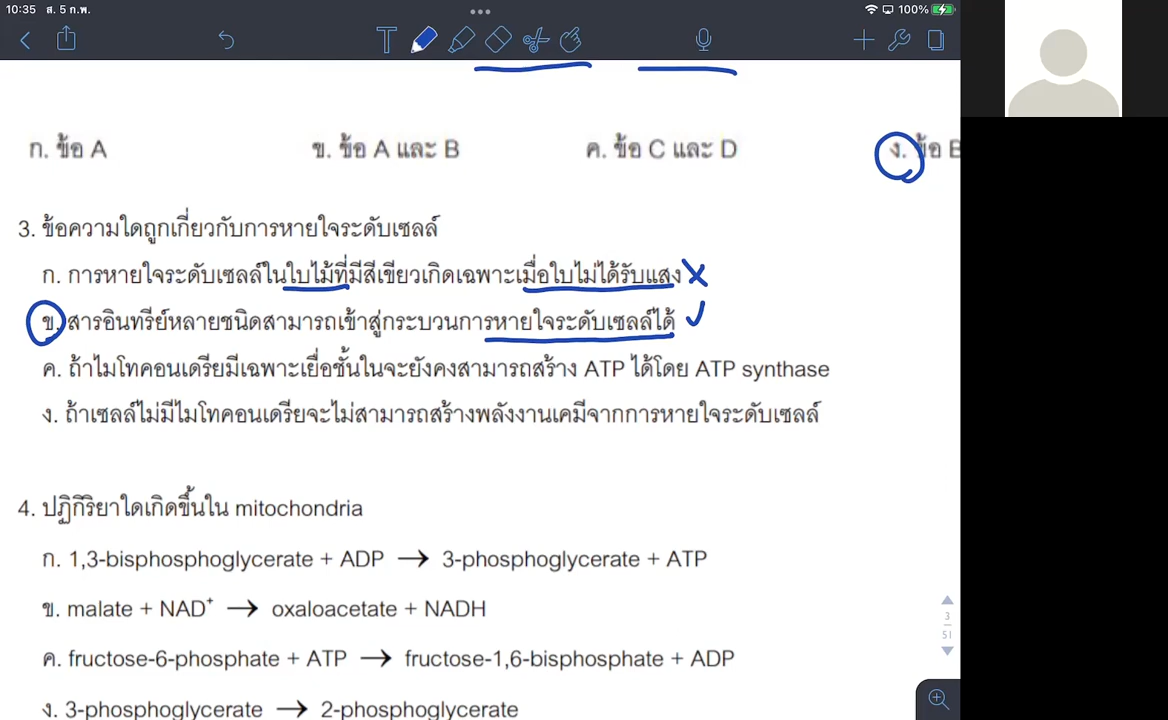 10:35 ส. 5 ก.พ. 100%
T
ก. ข้อ A ข. ข้อ A และ B ค. ข้อ C และ D ง. ข้อ B
3. ข้อความใดถูกเกี่ยวกับการหายใจระดับเซลล์
ก. การหายใจระดับเซลล์ในใบไม้ที่มีสีเขียวเกิดเฉพาะเมื่อใบไม่ได้รับแสง
ข. สารอินทรีย์หลายชนิดสามารถเข้าสู่กระบวนการหายใจระดับเซลล์ได้
ค. ถ้าไมโทคอนเดรียมีเฉพาะเยื่อชั้นในจะยังคงสามารถสร้าง ATP ได้โดย ATP synthase
ง. ถ้าเซลล์ไม่มีไมโทคอนเดรียจะไม่สามารถสร้างพลังงานเคมีจากการหายใจระดับเซลล์
4. ปฏิกิริยาใดเกิดขึ้นใน mitochondria
ก. 1,3-bisphosphoglycerate + ADP → 3-phosphoglycerate + ATP
ข. malate + NAD⁺ → oxaloacetate + NADH
ค. fructose-6-phosphate + ATP → fructose-1,6-bisphosphate + ADP
ง. 3-phosphoglycerate → 2-phosphoglycerate
3
51